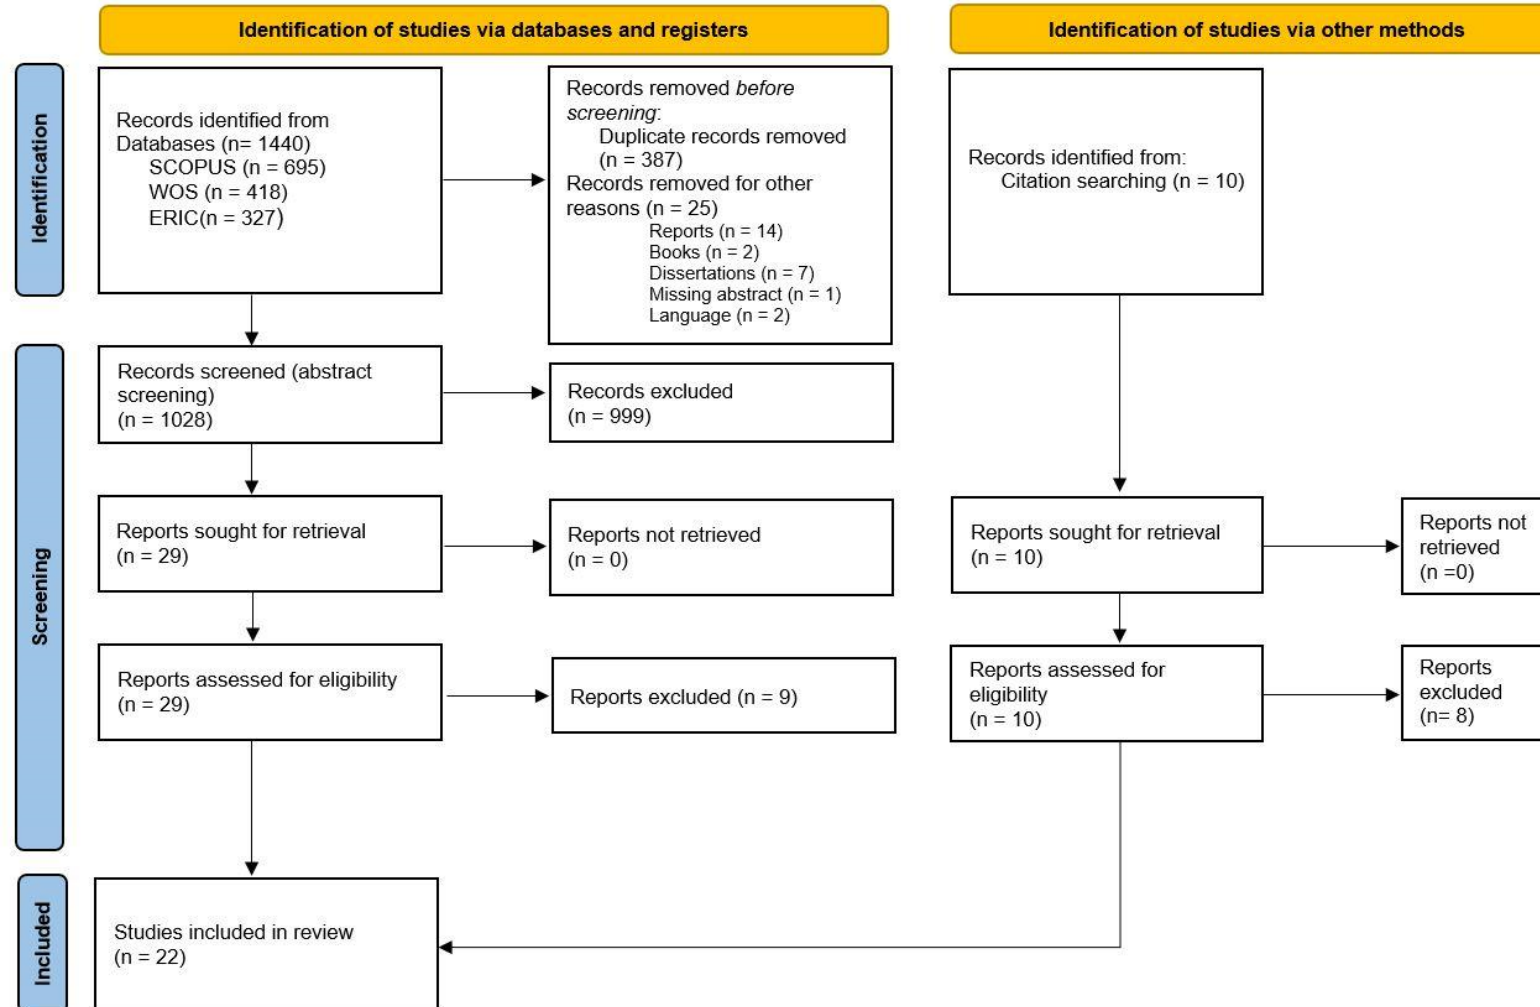 Identification of studies via databases and registers
Identification of studies via other methods
Identification
Records identified from
Databases (n= 1440)
SCOPUS (n = 695)
WOS (n = 418)
ERIC(n = 327)
Records removed before
screening:
Duplicate records removed
(n = 387)
Records removed for other
reasons (n = 25)
Reports (n = 14)
Books (n = 2)
Dissertations (n = 7)
Missing abstract (n = 1)
Language (n = 2)
Records identified from:
Citation searching (n = 10)
Screening
Records screened (abstract
screening)
(n = 1028)
Records excluded
(n = 999)
Reports sought for retrieval
(n = 29)
Reports not retrieved
(n = 0)
Reports sought for retrieval
(n = 10)
Reports not
retrieved
(n =0)
Reports assessed for eligibility
(n = 29)
Reports excluded (n = 9)
Reports assessed for
eligibility
(n = 10)
Reports
excluded
(n= 8)
Included
Studies included in review
(n = 22)